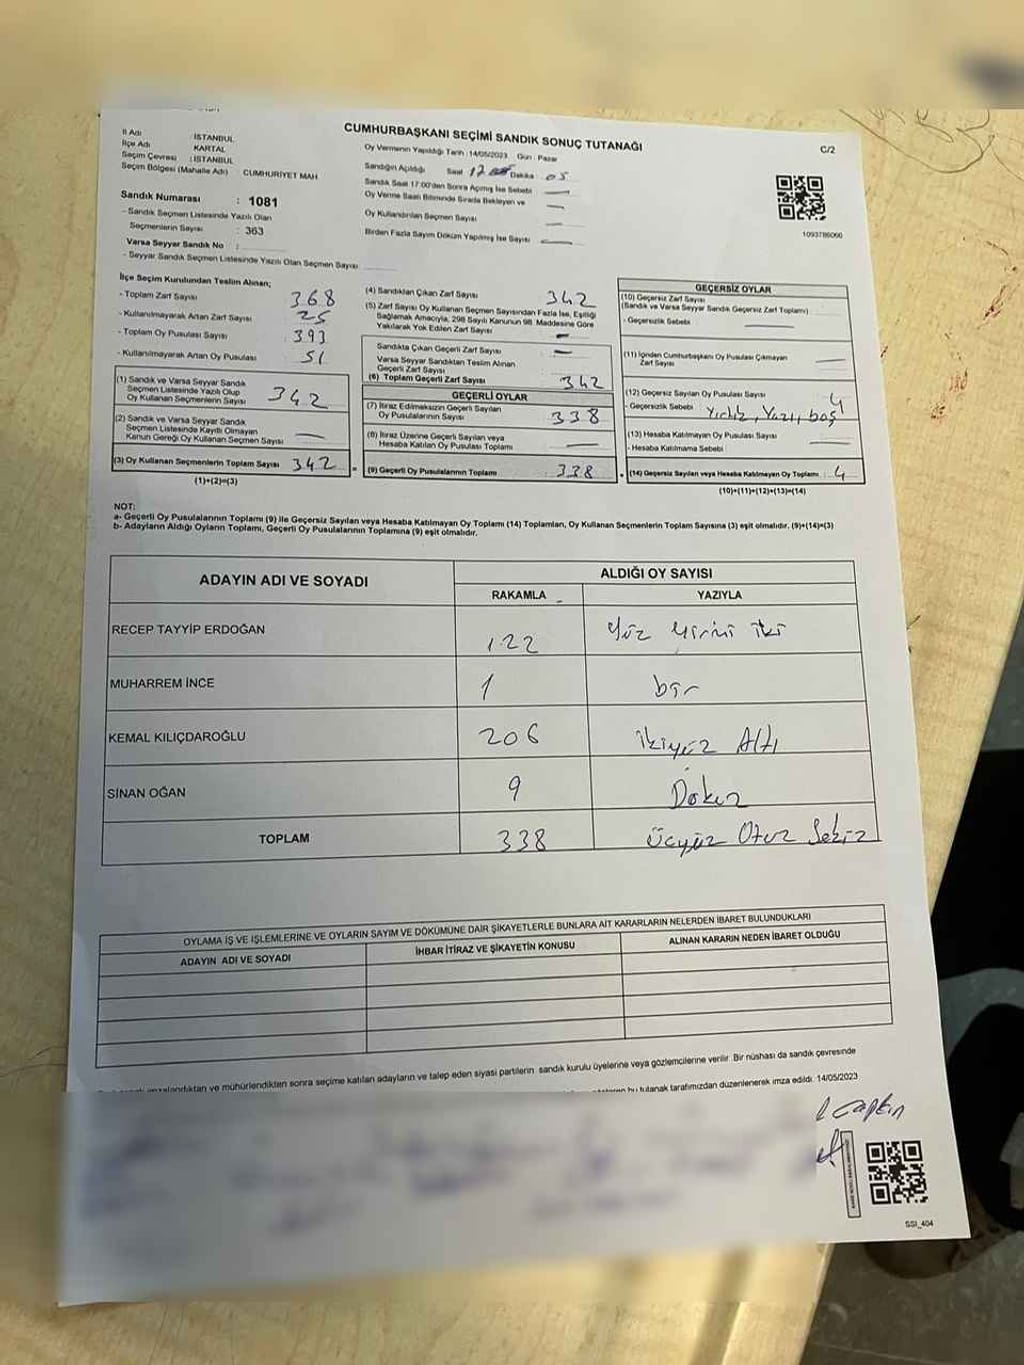 CUMHURBAŞKANI SEÇİMİ SANDIK SONUÇ TUTANAĞI
C/2
İl Adı : İSTANBUL
İlçe Adı KARTAL
Seçim Çevresi : İSTANBUL
Seçim Bölgesi (Mahalle Adı) CUMHURİYET MAH
Sandık Numarası : 1081
- Sandık Seçmen Listesinde Yazılı Olan
Seçmenlerin Sayısı : 363
Varsa Seyyar Sandık No :
- Seyyar Sandık Seçmen Listesinde Yazılı Olan Seçmen Sayısı
Oy Vermenin Yapıldığı Tarih : 14/05/2023 Gün : Pazar
Sandığın Açıldığı Saat 17 Dakika 05
Sandık Saat 17:00'den Sonra Açmış İse Sebebi
Oy Verme Saati Bitiminde Sırada Bekleyen ve
Oy Kullandırılan Seçmen Sayısı
Birden Fazla Sayım Döküm Yapılmış İse Sayısı
1093786066
İlçe Seçim Kurulundan Teslim Alınan;
- Toplam Zarf Sayısı 368
- Kullanılmayarak Artan Zarf Sayısı 25
- Toplam Oy Pusulası Sayısı 393
- Kullanılmayarak Artan Oy Pusulası 51
(1) Sandık ve Varsa Seyyar Sandık
Seçmen Listesinde Yazılı Olup
Oy Kullanan Seçmenlerin Sayısı 342
(2) Sandık ve Varsa Seyyar Sandık
Seçmen Listesinde Kayıtlı Olmayan
Kanun Gereği Oy Kullanan Seçmen Sayısı
(3) Oy Kullanan Seçmenlerin Toplam Sayısı 342
(1)+(2)=(3)
(4) Sandıktan Çıkan Zarf Sayısı 342
(5) Zarf Sayısı Oy Kullanan Seçmen Sayısından Fazla İse, Eşitliği
Sağlamak Amacıyla, 298 Sayılı Kanunun 98. Maddesine Göre
Yakılarak Yok Edilen Zarf Sayısı
Sandıkta Çıkan Geçerli Zarf Sayısı
Varsa Seyyar Sandıktan Teslim Alınan
Geçerli Zarf Sayısı
(6) Toplam Geçerli Zarf Sayısı 342
GEÇERLİ OYLAR
(7) İtiraz Edilmeksizin Geçerli Sayılan
Oy Pusulalarının Sayısı 338
(8) İtiraz Üzerine Geçerli Sayılan veya
Hesaba Katılan Oy Pusulası Toplamı
(9) Geçerli Oy Pusulalarının Toplamı 338
GEÇERSİZ OYLAR
(10) Geçersiz Zarf Sayısı
(Sandık ve Varsa Seyyar Sandık Geçersiz Zarf Toplamı)
- Geçersizlik Sebebi
(11) İçinden Cumhurbaşkanı Oy Pusulası Çıkmayan
Zarf Sayısı
(12) Geçersiz Sayılan Oy Pusulası Sayısı 4
- Geçersizlik Sebebi Yırtık, Yazı, boş
(13) Hesaba Katılmayan Oy Pusulası Sayısı
- Hesaba Katılmama Sebebi
(14) Geçersiz Sayılan veya Hesaba Katılmayan Oy Toplamı 4
(10)+(11)+(12)+(13)=(14)
NOT:
a- Geçerli Oy Pusulalarının Toplamı (9) ile Geçersiz Sayılan veya Hesaba Katılmayan Oy Toplamı (14) Toplamları, Oy Kullanan Seçmenlerin Toplam Sayısına (3) eşit olmalıdır. (9)+(14)=(3)
b- Adayların Aldığı Oyların Toplamı, Geçerli Oy Pusulalarının Toplamına (9) eşit olmalıdır.
ADAYIN ADI VE SOYADI
ALDIĞI OY SAYISI
RAKAMLA YAZIYLA
RECEP TAYYİP ERDOĞAN 122 Yüz Yirmi İki
MUHARREM İNCE 1 bir
KEMAL KILIÇDAROĞLU 206 ikiyüz Altı
SİNAN OĞAN 9 Dokuz
TOPLAM 338 üçyüz Otuz Sekiz
OYLAMA İŞ VE İŞLEMLERİNE VE OYLARIN SAYIM VE DÖKÜMÜNE DAİR ŞİKAYETLERLE BUNLARA AİT KARARLARIN NELERDEN İBARET BULUNDUKLARI
ADAYIN ADI VE SOYADI İHBAR İTİRAZ VE ŞİKAYETİN KONUSU ALINAN KARARIN NEDEN İBARET OLDUĞU
ve mühürlendikten sonra seçime katılan adayların ve talep eden siyasi partilerin sandık kurulu üyelerine veya gözlemcilerine verilir. Bir nüshası da sandık çevresinde
bu tutanak tarafımızdan düzenlenerek imza edildi. 14/05/2023
SSI_404